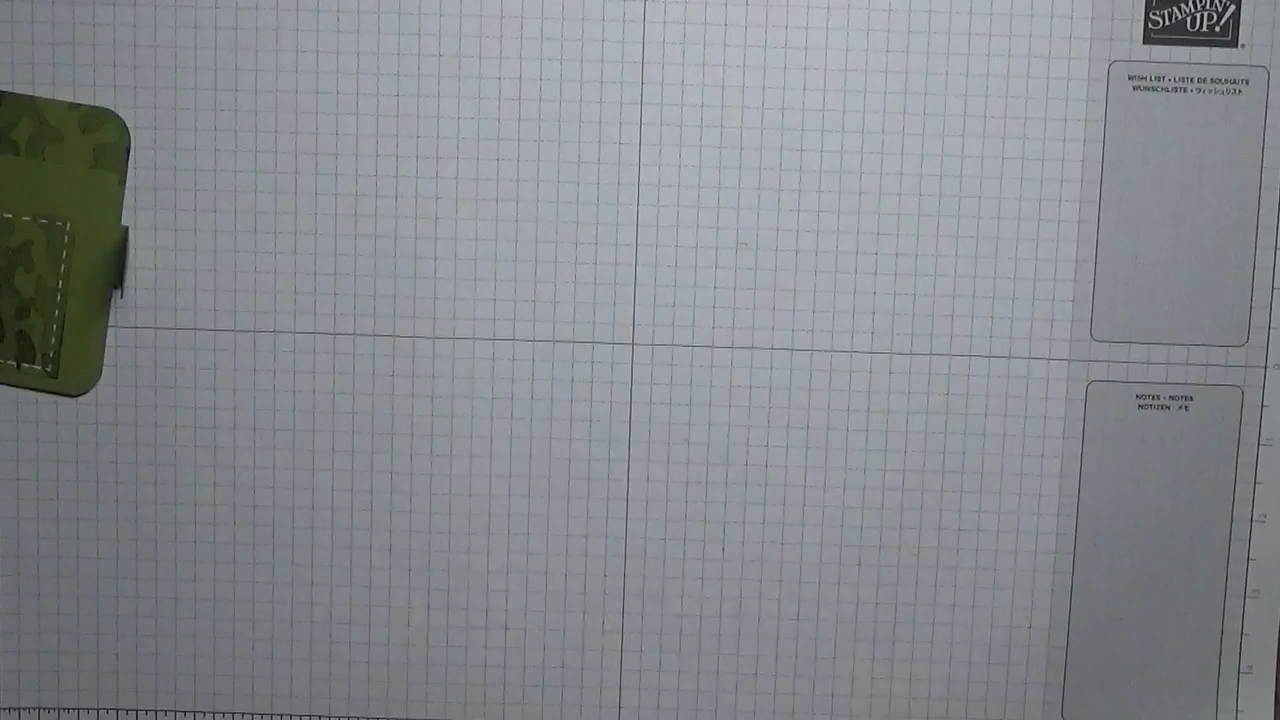 STAMPIN'
UP!
WISH LIST • LISTE DE SOUHAITS
WUNSCHLISTE • ウィッシュリスト
NOTES • NOTES
NOTIZEN • メモ